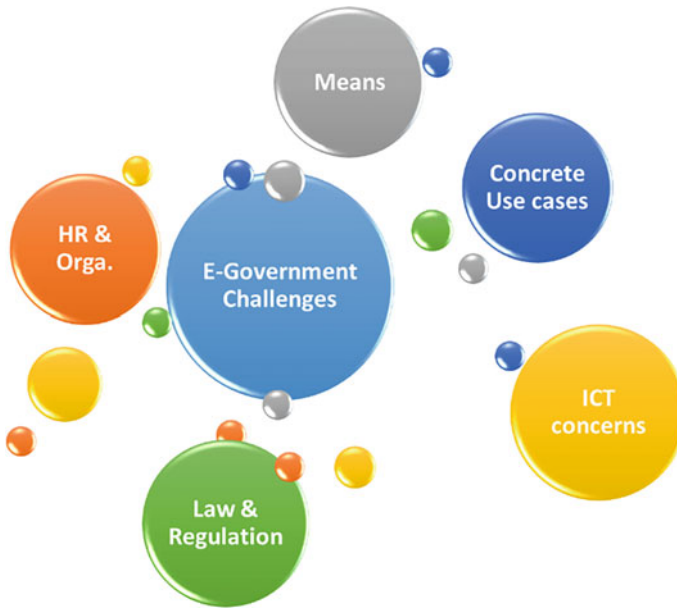 Means
Concrete
Use cases
HR &
Orga.
E-Government
Challenges
ICT
concerns
Law &
Regulation